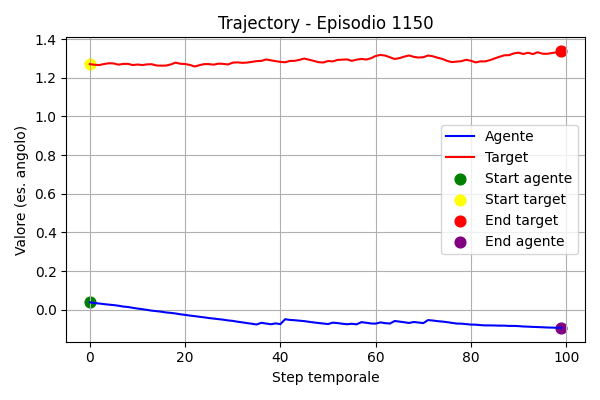 Trajectory - Episodio 1150
Valore (es. angolo)
1.4
1.2
1.0
0.8
0.6
0.4
0.2
0.0
Agente
Target
Start agente
Start target
End target
End agente
0 20 40 60 80 100
Step temporale